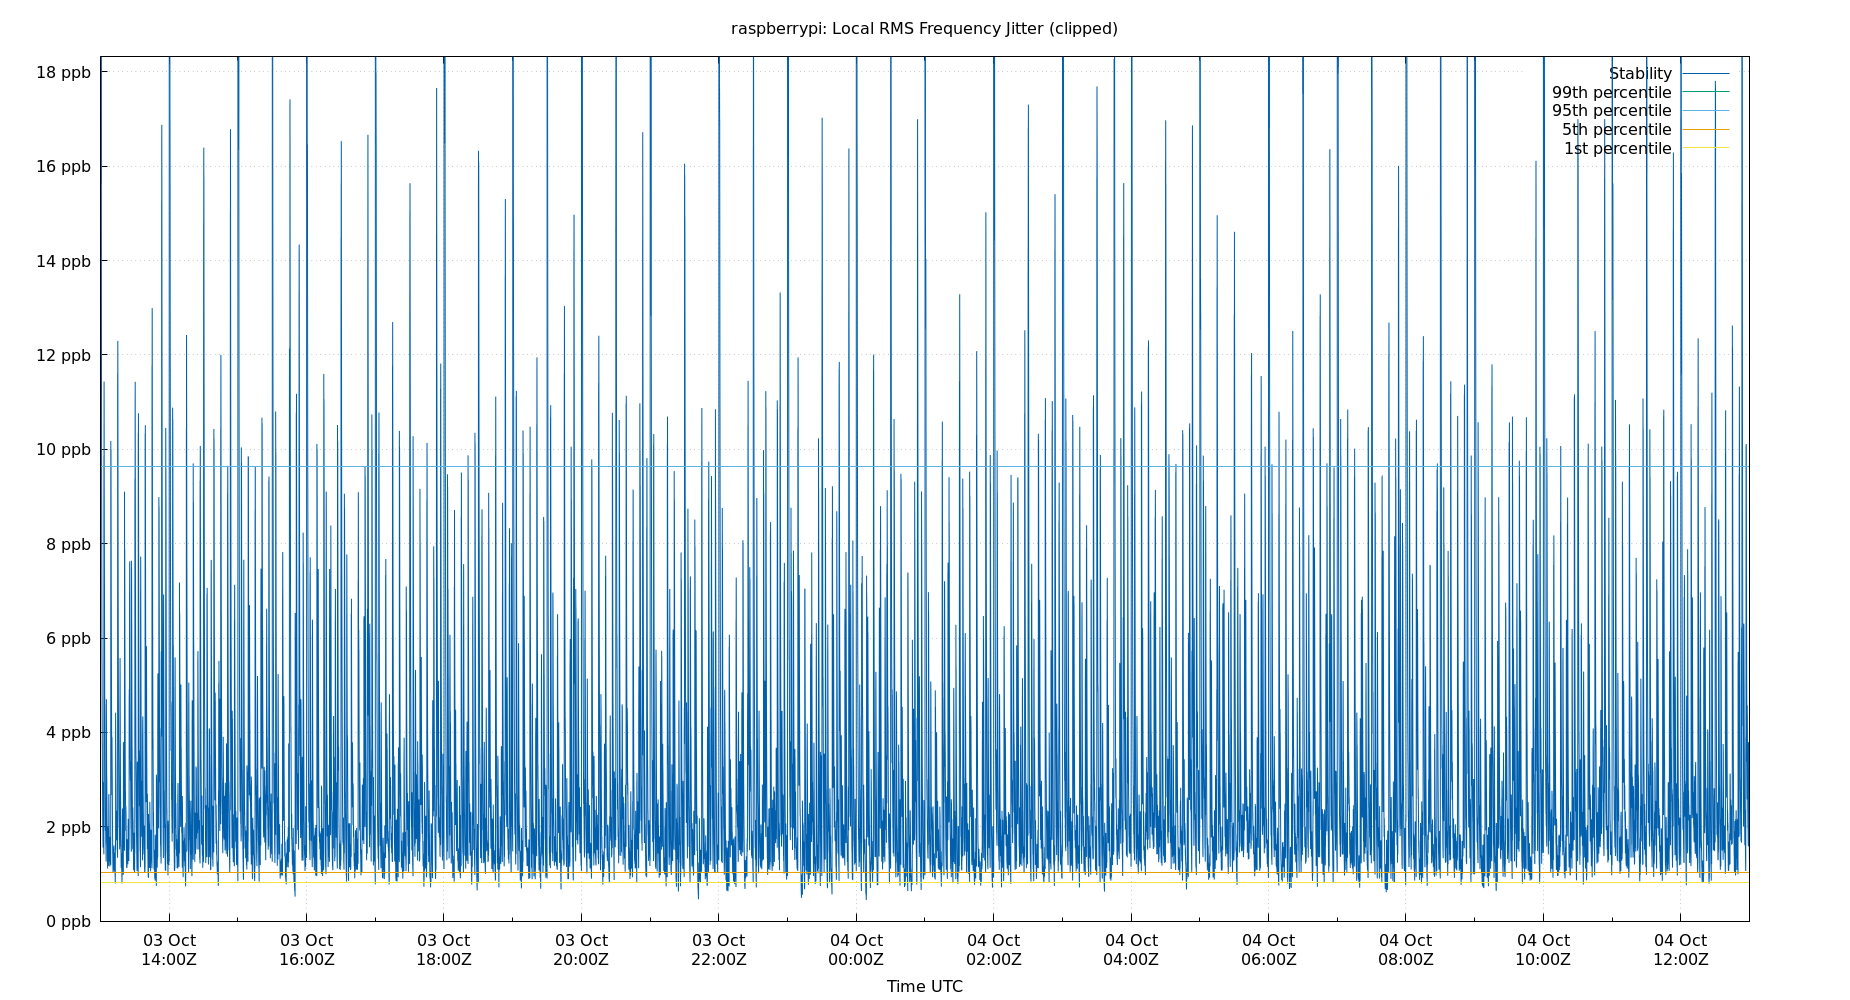 raspberrypi: Local RMS Frequency Jitter (clipped)
18 ppb
16 ppb
14 ppb
12 ppb
10 ppb
8 ppb
6 ppb
4 ppb
2 ppb
0 ppb
Stability
99th percentile
95th percentile
5th percentile
1st percentile
03 Oct
14:00Z
03 Oct
16:00Z
03 Oct
18:00Z
03 Oct
20:00Z
03 Oct
22:00Z
04 Oct
00:00Z
04 Oct
02:00Z
04 Oct
04:00Z
04 Oct
06:00Z
04 Oct
08:00Z
04 Oct
10:00Z
04 Oct
12:00Z
Time UTC